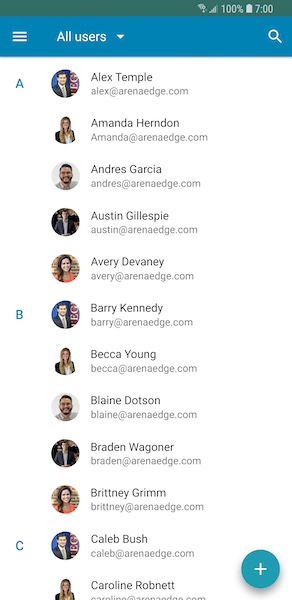 100% 7:00
All users
A
Alex Temple
alex@arenaedge.com
Amanda Herndon
Amanda@arenaedge.com
Andres Garcia
andres@arenaedge.com
Austin Gillespie
austin@arenaedge.com
Avery Devaney
avery@arenaedge.com
B
Barry Kennedy
barry@arenaedge.com
Becca Young
becca@arenaedge.com
Blaine Dotson
blaine@arenaedge.com
Braden Wagoner
braden@arenaedge.com
Brittney Grimm
brittney@arenaedge.com
C
Caleb Bush
caleb@arenaedge.com
Caroline Robnett
caroline@arenaedge.com